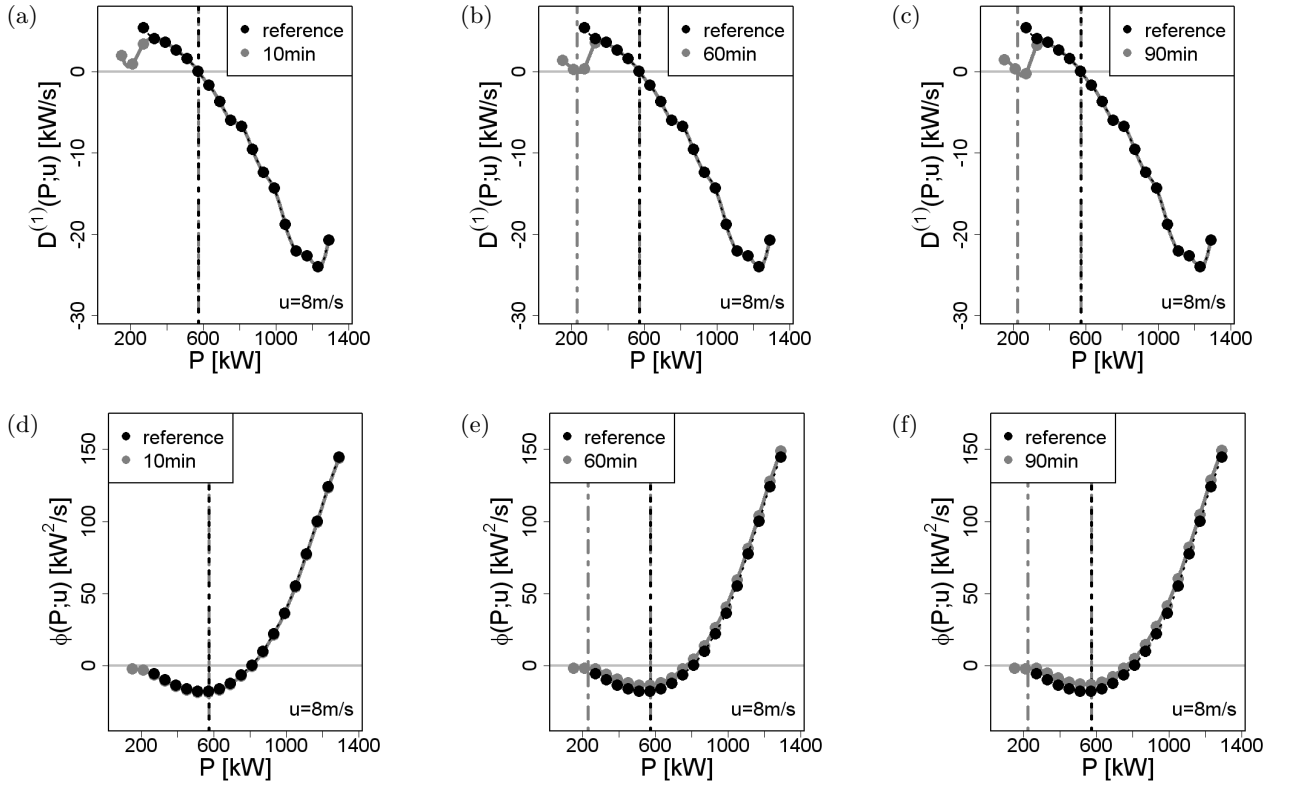 (a)
reference
10min
D(1)(P;u) [kW/s]
0
-10
-20
-30
u=8m/s
200 600 1000 1400
P [kW]
(b)
reference
60min
D(1)(P;u) [kW/s]
0
-10
-20
-30
u=8m/s
200 600 1000 1400
P [kW]
(c)
reference
90min
D(1)(P;u) [kW/s]
0
-10
-20
-30
u=8m/s
200 600 1000 1400
P [kW]
(d)
reference
10min
ϕ(P;u) [kW2/s]
150
100
50
0
u=8m/s
200 600 1000 1400
P [kW]
(e)
reference
60min
ϕ(P;u) [kW2/s]
150
100
50
0
u=8m/s
200 600 1000 1400
P [kW]
(f)
reference
90min
ϕ(P;u) [kW2/s]
150
100
50
0
u=8m/s
200 600 1000 1400
P [kW]